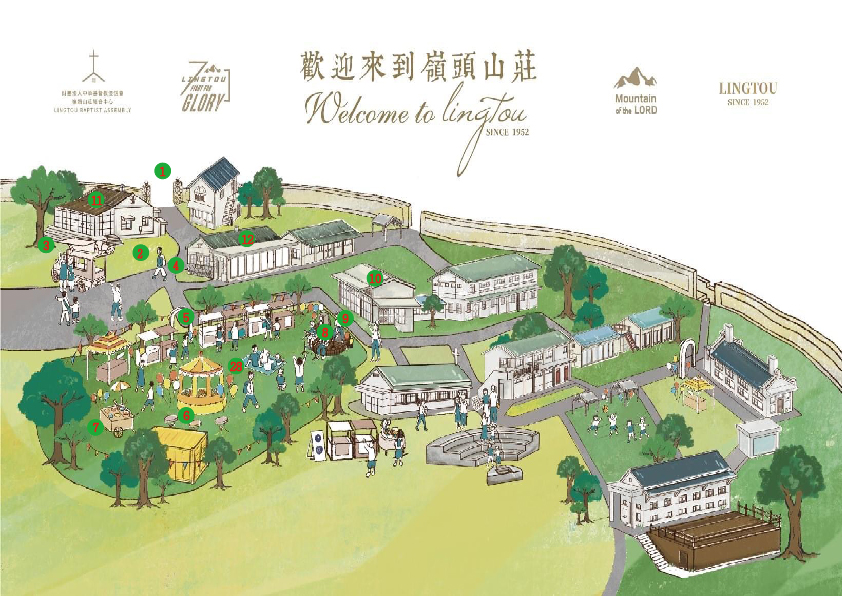 歡迎來到嶺頭山莊
Welcome to lingTou
SINCE 1952
LINGTOU BAPTIST ASSEMBLY
LINGTOU
FIGHT FOR
GLORY
Mountain
of the LORD
LINGTOU
SINCE 1952
1
11
3
2
4
12
10
5
8
9
28
6
7